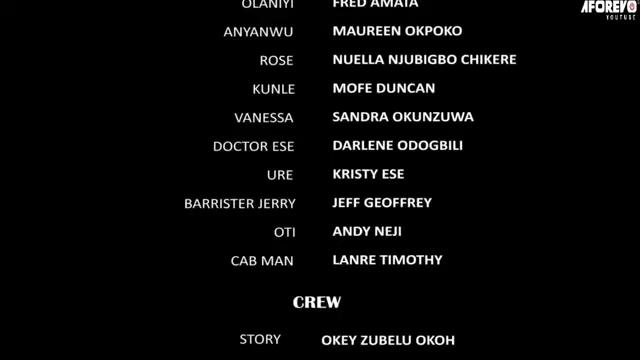 AFOREVO
YOUTUBE
OLANIYI FRED AMATA
ANYANWU MAUREEN OKPOKO
ROSE NUELLA NJUBIGBO CHIKERE
KUNLE MOFE DUNCAN
VANESSA SANDRA OKUNZUWA
DOCTOR ESE DARLENE ODOGBILI
URE KRISTY ESE
BARRISTER JERRY JEFF GEOFFREY
OTI ANDY NEJI
CAB MAN LANRE TIMOTHY
CREW
STORY OKEY ZUBELU OKOH